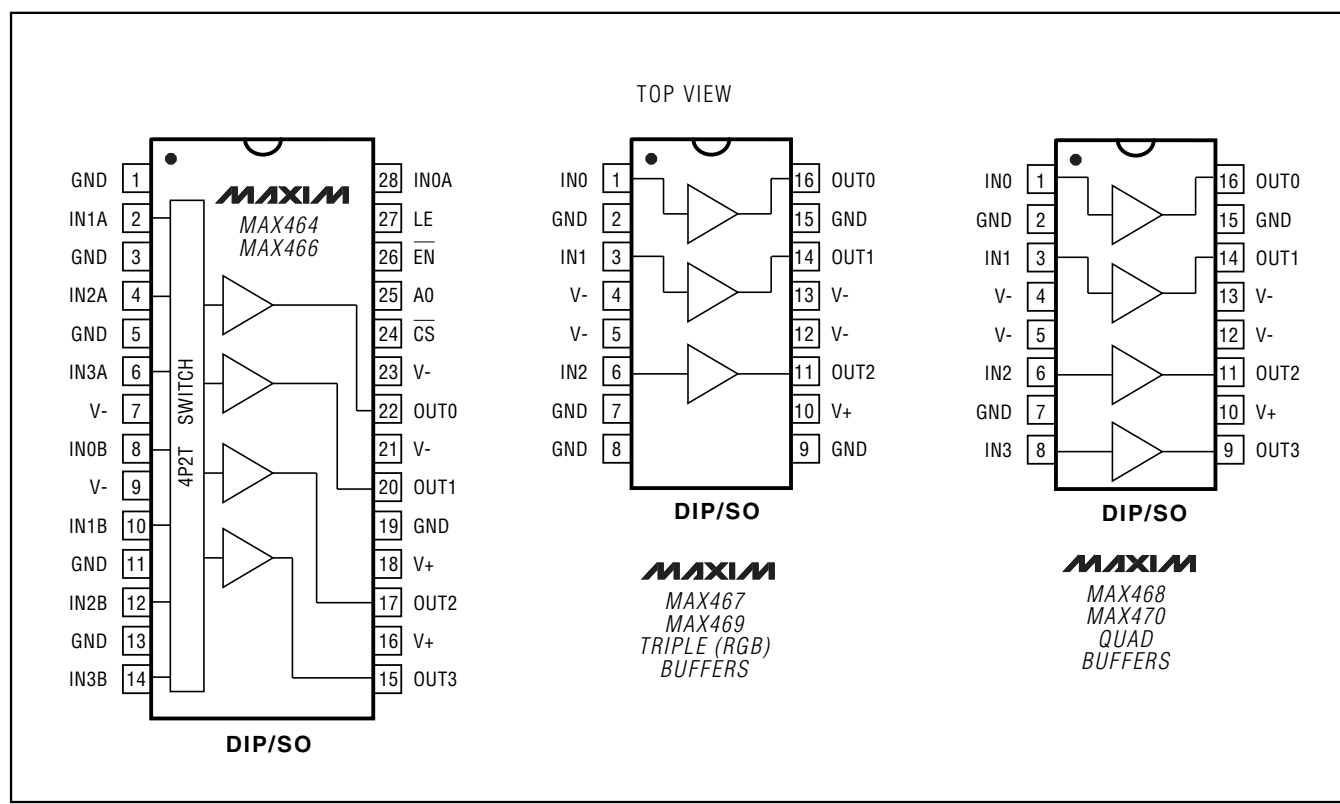 TOP VIEW
GND 1
IN1A 2
GND 3
IN2A 4
GND 5
IN3A 6
V- 7
IN0B 8
V- 9
IN1B 10
GND 11
IN2B 12
GND 13
IN3B 14
MAXIM
MAX464
MAX466
4P2T SWITCH
28 IN0A
27 LE
26 EN
25 A0
24 CS
23 V-
22 OUT0
21 V-
20 OUT1
19 GND
18 V+
17 OUT2
16 V+
15 OUT3
DIP/SO
IN0 1
GND 2
IN1 3
V- 4
V- 5
IN2 6
GND 7
GND 8
16 OUT0
15 GND
14 OUT1
13 V-
12 V-
11 OUT2
10 V+
9 GND
DIP/SO
MAXIM
MAX467
MAX469
TRIPLE (RGB)
BUFFERS
IN0 1
GND 2
IN1 3
V- 4
V- 5
IN2 6
GND 7
IN3 8
16 OUT0
15 GND
14 OUT1
13 V-
12 V-
11 OUT2
10 V+
9 OUT3
DIP/SO
MAXIM
MAX468
MAX470
QUAD
BUFFERS